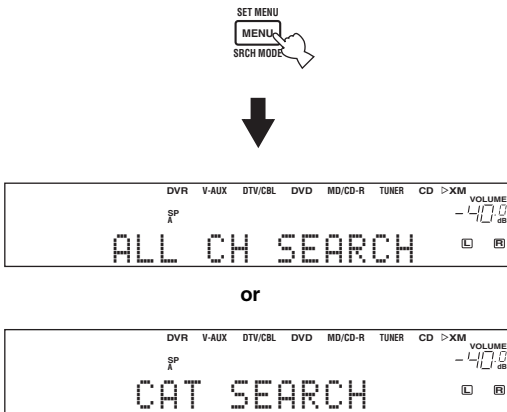 SET MENU
MENU
SRCH MODE
DVR V-AUX DTV/CBL DVD MD/CD-R TUNER CD ▷XM
VOLUME
SP
A
-40.0
dB
ALL CH SEARCH
L R
or
DVR V-AUX DTV/CBL DVD MD/CD-R TUNER CD ▷XM
VOLUME
SP
A
-40.0
dB
CAT SEARCH
L R